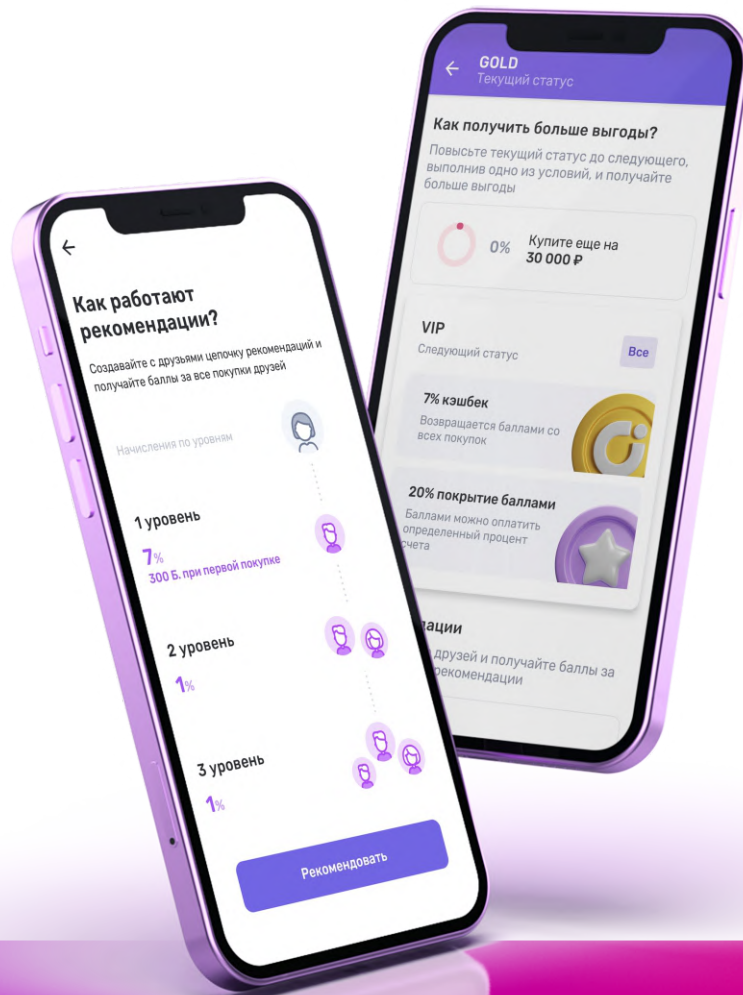 Как работают
рекомендации?
Создавайте с друзьями цепочку рекомендаций и
получайте баллы за все покупки друзей
Начисления по уровням
1 уровень
7%
300 Б. при первой покупке
2 уровень
1%
3 уровень
1%
Рекомендовать
GOLD
Текущий статус
Как получить больше выгоды?
Повысьте текущий статус до следующего,
выполнив одно из условий, и получайте
больше выгоды
0%
Купите еще на
30 000 ₽
VIP
Следующий статус
Все
7% кэшбек
Возвращается баллами со
всех покупок
20% покрытие баллами
Баллами можно оплатить
определенный процент
счета
друзей и получайте баллы за
рекомендации